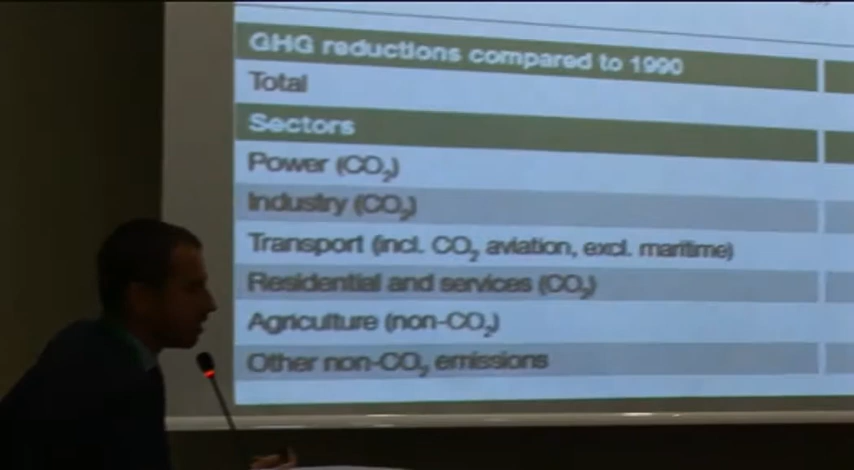 GHG reductions compared to 1990
Total
Sectors
Power (CO₂)
Industry (CO₂)
Transport (incl. CO₂ aviation, excl. maritime)
Residential and services (CO₂)
Agriculture (non-CO₂)
Other non-CO₂ emissions